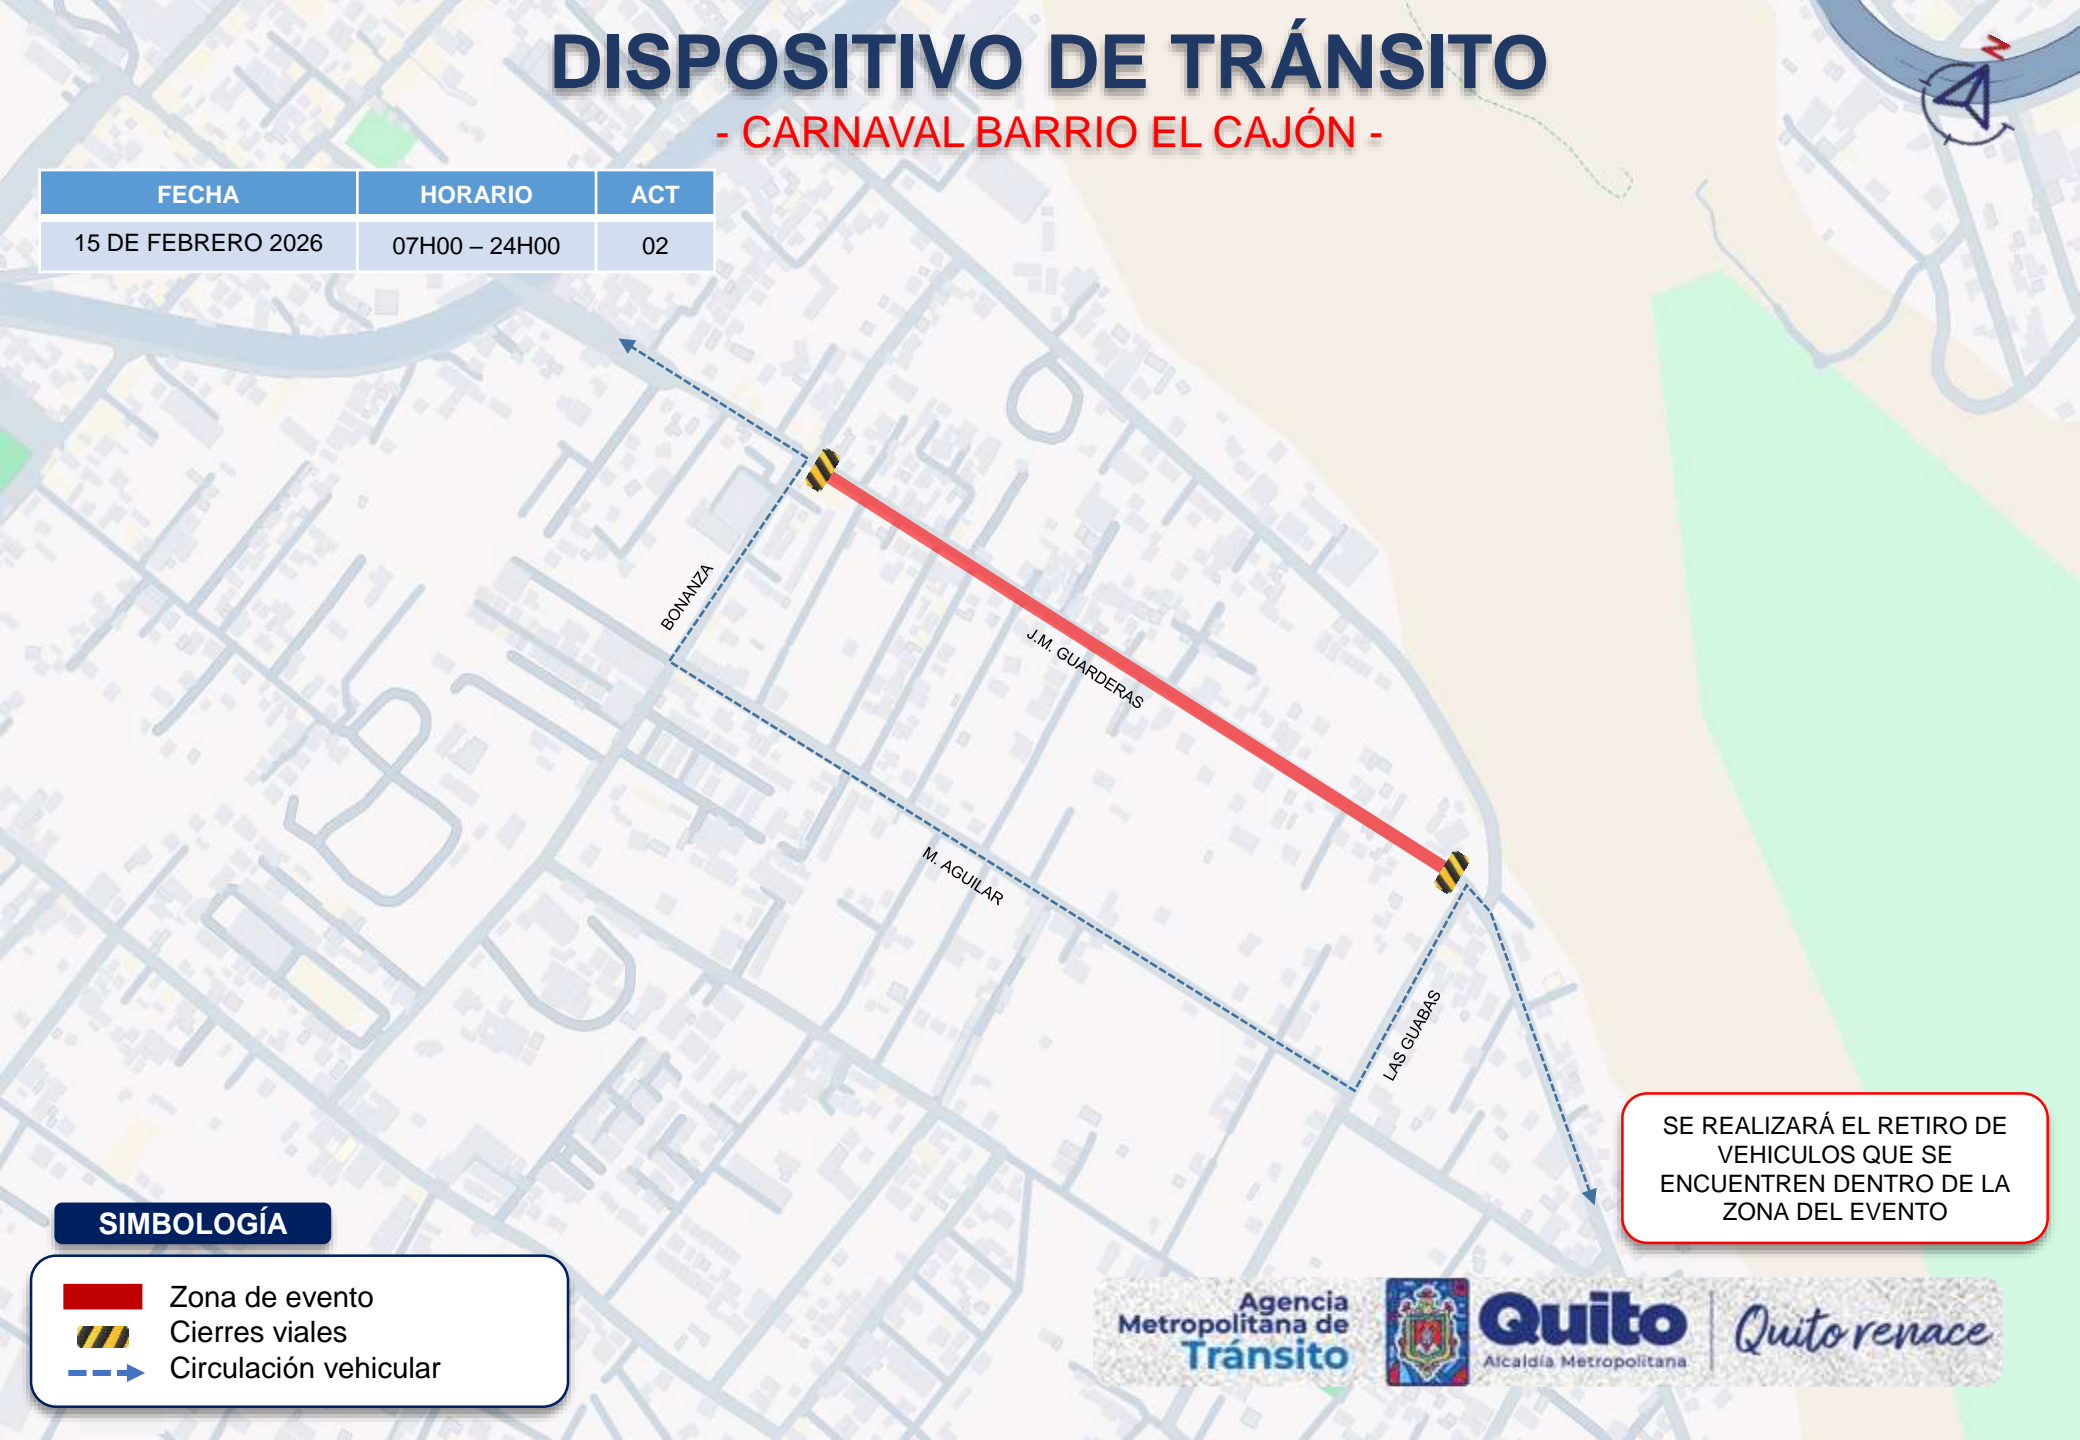 DISPOSITIVO DE TRÁNSITO
- CARNAVAL BARRIO EL CAJÓN -
N
FECHA HORARIO ACT
15 DE FEBRERO 2026 07H00 – 24H00 02
BONANZA
J.M. GUARDERAS
M. AGUILAR
LAS GUABAS
SE REALIZARÁ EL RETIRO DE
VEHICULOS QUE SE
ENCUENTREN DENTRO DE LA
ZONA DEL EVENTO
SIMBOLOGÍA
Zona de evento
Cierres viales
Circulación vehicular
Agencia
Metropolitana de
Tránsito
Quito
Alcaldía Metropolitana
Quito renace